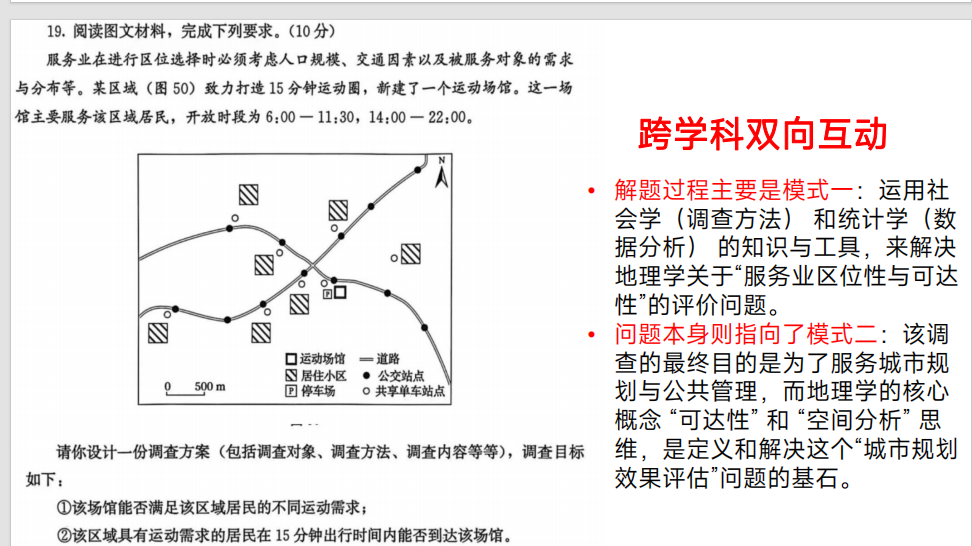 19. 阅读图文材料，完成下列要求。（10 分）
服务业在进行区位选择时必须考虑人口规模、交通因素以及被服务对象的需求
与分布等。某区域（图 50）致力打造 15 分钟运动圈，新建了一个运动场馆。这一场
馆主要服务该区域居民，开放时段为 6:00 — 11:30，14:00 — 22:00。
N
P
运动场馆 道路
居住小区 公交站点
P 停车场 共享单车站点
0 500 m
请你设计一份调查方案（包括调查对象、调查方法、调查内容等等），调查目标
如下：
①该场馆能否满足该区域居民的不同运动需求；
②该区域具有运动需求的居民在 15 分钟出行时间内能否到达该场馆。
跨学科双向互动
• 解题过程主要是模式一：运用社
会学（调查方法） 和统计学（数
据分析） 的知识与工具，来解决
地理学关于“服务业区位性与可达
性”的评价问题。
• 问题本身则指向了模式二：该调
查的最终目的是为了服务城市规
划与公共管理，而地理学的核心
概念 “可达性” 和 “空间分析” 思
维，是定义和解决这个“城市规划
效果评估”问题的基石。